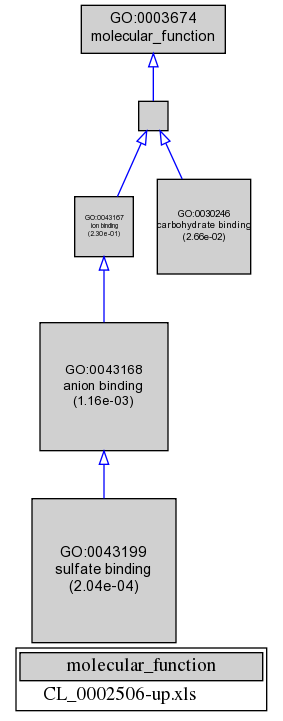 GO:0003674
molecular_function
GO:0043167
ion binding
(2.30e-01)
GO:0030246
carbohydrate binding
(2.66e-02)
GO:0043168
anion binding
(1.16e-03)
GO:0043199
sulfate binding
(2.04e-04)
molecular_function
CL_0002506-up.xls